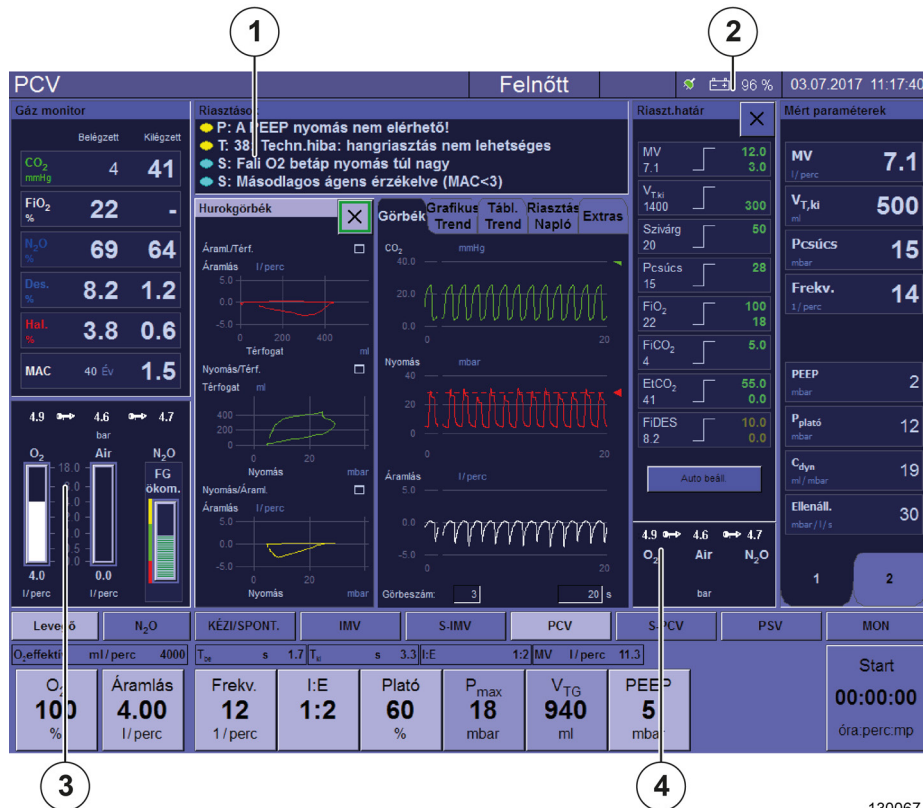 1
2
PCV
Felnőtt
96 %
03.07.2017 11:17:40
Gáz monitor
Belégzett Kilégzett
CO2 mmHg 4 41
FiO2 % 22 -
N2O % 69 64
Des. % 8.2 1.2
Hal. % 3.8 0.6
MAC 40 Év 1.5
4.9 4.6 4.7
bar
O2 Air N2O
18.0
FG
ökom.
4.0 0.0
l/perc l/perc
Riasztások
P: A PEEP nyomás nem elérhető!
T: 38 Techn.hiba: hangriasztás nem lehetséges
S: Fali O2 betáp nyomás túl nagy
S: Másodlagos ágens érzékelve (MAC<3)
Hurokgörbék
Áraml./Térf.
Áramlás l/perc
5.0
0.0
-5.0
0 200 400
Térfogat ml
Nyomás/Térf.
Térfogat ml
400
200
0
0 20
Nyomás mbar
Nyomás/Áraml.
Áramlás l/perc
5.0
0.0
-5.0
0 20
Nyomás mbar
Görbék
Grafikus Trend
Tábl. Trend
Riasztás Napló
Extras
CO2 mmHg
40.0
20.0
0.0
0 20
Nyomás mbar
40
20
0
0 20
Áramlás l/perc
5.0
0.0
-5.0
0 20
Görbeszám: 3 20 s
Riaszt.határ
MV 12.0
7.1 3.0
VTki
1400 300
Szivárg 50
20
Pcsúcs 28
15
FiO2 100
22 18
FiCO2 5.0
4
EtCO2 55.0
41 0.0
FiDES 10.0
8.2 0.0
Auto beáll.
4.9 4.6 4.7
O2 Air N2O
bar
Mért paraméterek
MV l/perc 7.1
VT,ki ml 500
Pcsúcs mbar 15
Frekv. 1/perc 14
PEEP mbar 2
Pplató mbar 12
Cdyn ml/mbar 19
Ellenáll. mbar/l/s 30
1 2
Levegő N2O KÉZI/SPONT. IMV S-IMV PCV S-PCV PSV MON
O2effektív ml/perc 4000 s 1.7 s 3.3 I:E 1:2 MV l/perc 11.3
O2 Áramlás Frekv. I:E Plató Pmax VTG PEEP
100 4.00 12 1:2 60 18 940 5
% l/perc 1/perc % mbar ml mbar
Start
00:00:00
óra:perc:mp
3
4
130067